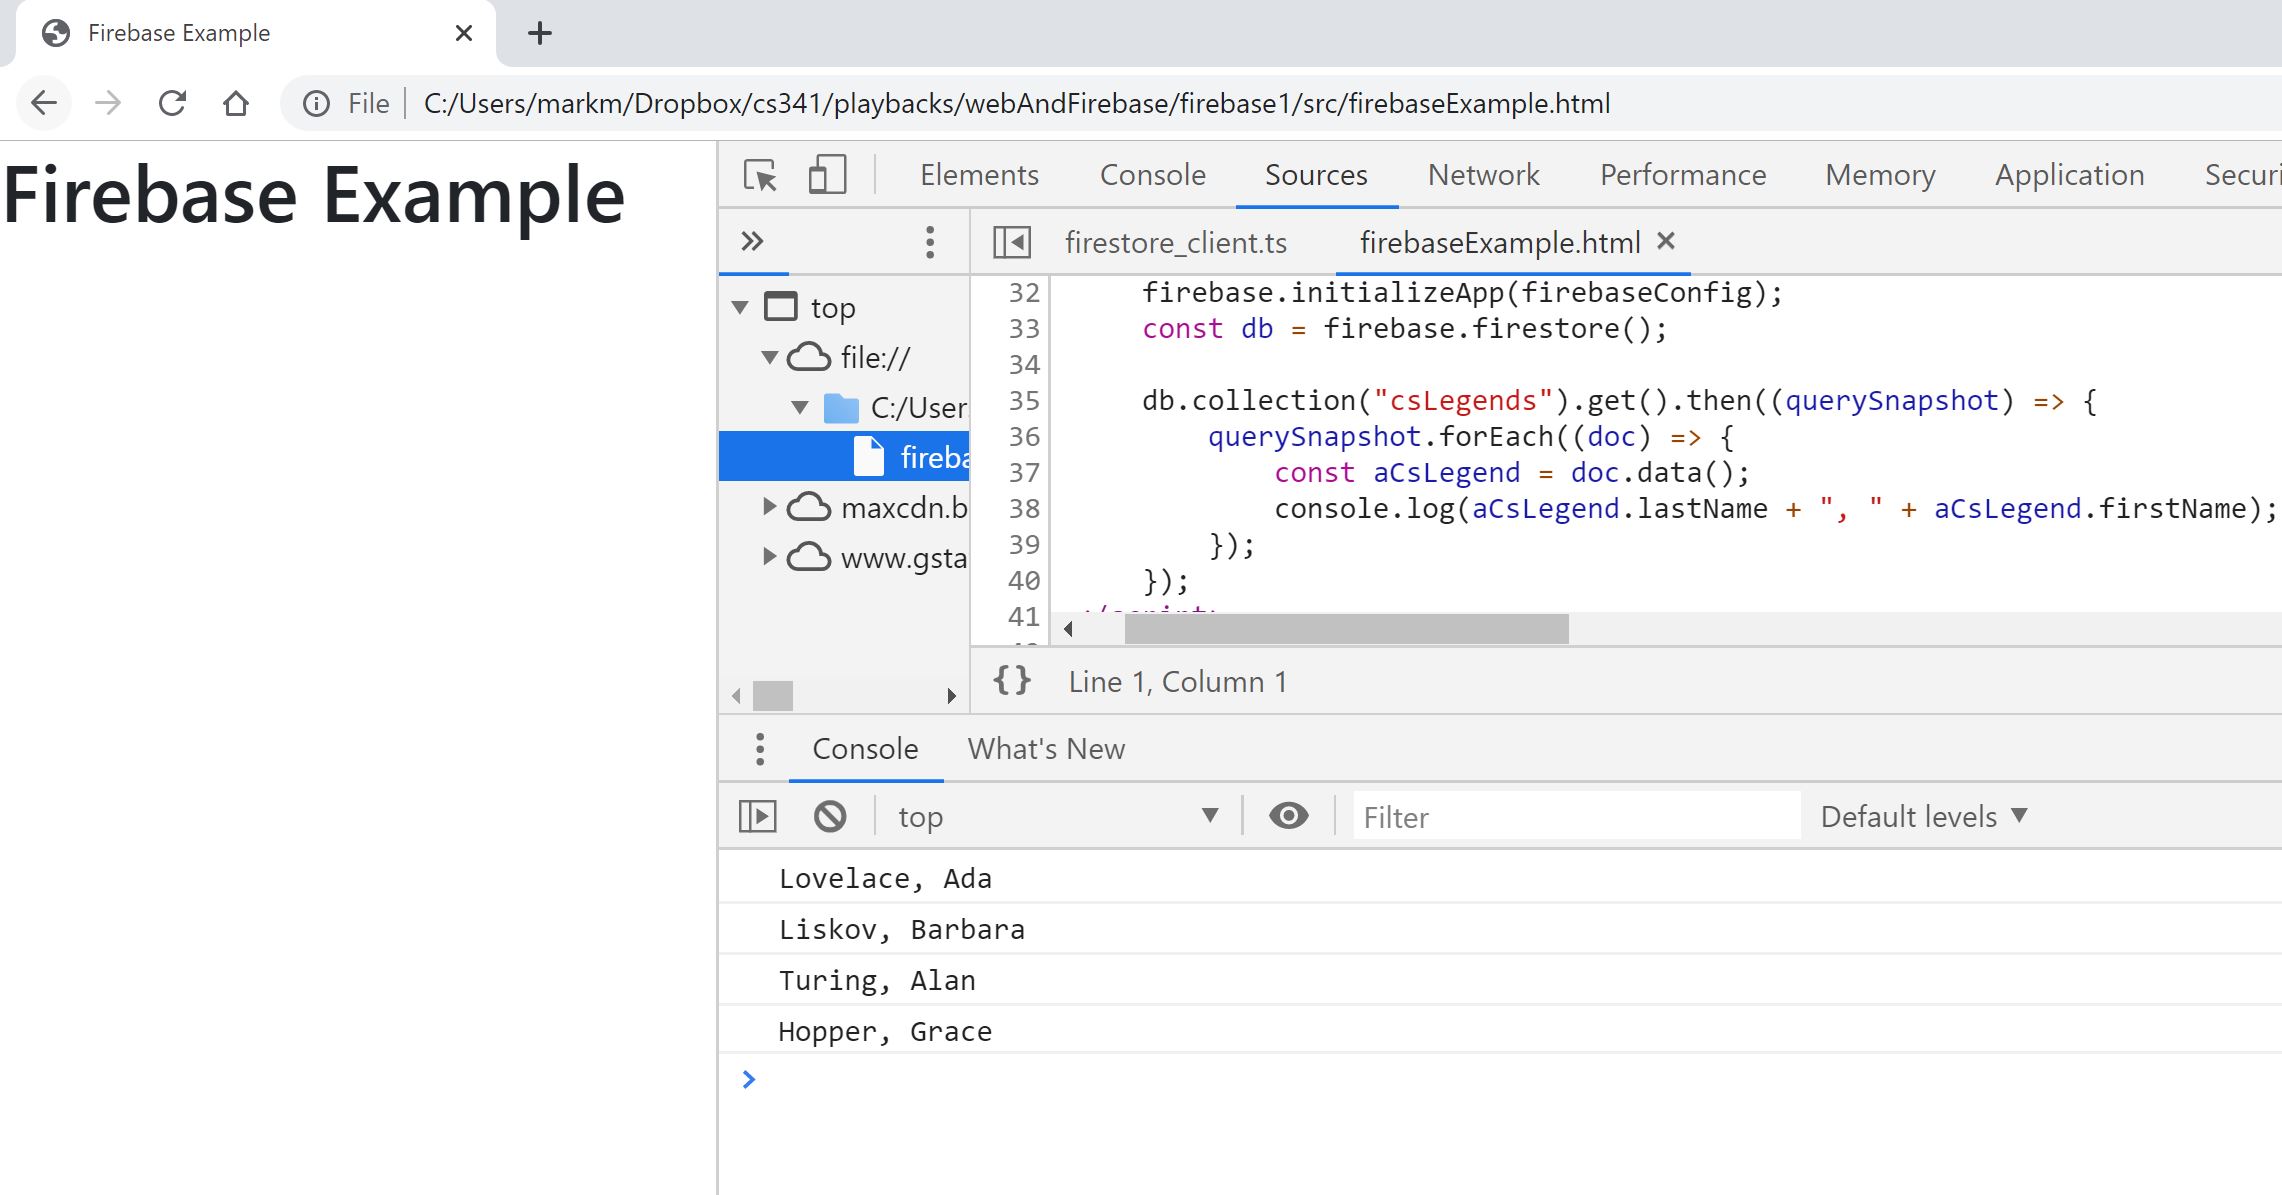 Firebase Example
File C:/Users/markm/Dropbox/cs341/playbacks/webAndFirebase/firebase1/src/firebaseExample.html
Firebase Example
Elements Console Sources Network Performance Memory Application Securi
firestore_client.ts firebaseExample.html
top
file://
C:/User
fireba
maxcdn.b
www.gsta
32 firebase.initializeApp(firebaseConfig);
33 const db = firebase.firestore();
34
35 db.collection("csLegends").get().then((querySnapshot) => {
36 querySnapshot.forEach((doc) => {
37 const aCsLegend = doc.data();
38 console.log(aCsLegend.lastName + ", " + aCsLegend.firstName);
39 });
40 });
41
{} Line 1, Column 1
Console What's New
top Filter Default levels
Lovelace, Ada
Liskov, Barbara
Turing, Alan
Hopper, Grace